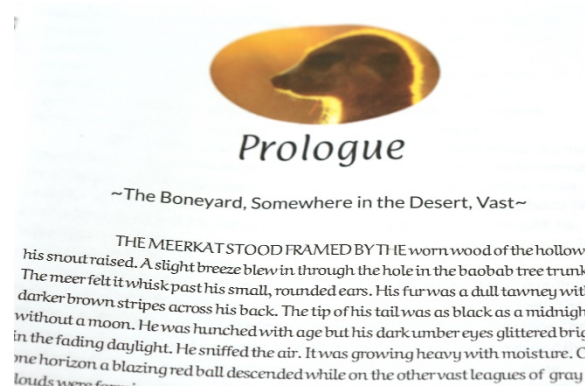 Prologue
~The Boneyard, Somewhere in the Desert, Vast~
THE MEERKAT STOOD FRAMED BY THE worn wood of the hollow
his snout raised. A slight breeze blew in through the hole in the baobab tree trunk
The meer felt it whisk past his small, rounded ears. His fur was a dull tawney with
darker brown stripes across his back. The tip of his tail was as black as a midnigh
without a moon. He was hunched with age but his dark umber eyes glittered brig
in the fading daylight. He sniffed the air. It was growing heavy with moisture. O
one horizon a blazing red ball descended while on the other vast leagues of gray
louds were